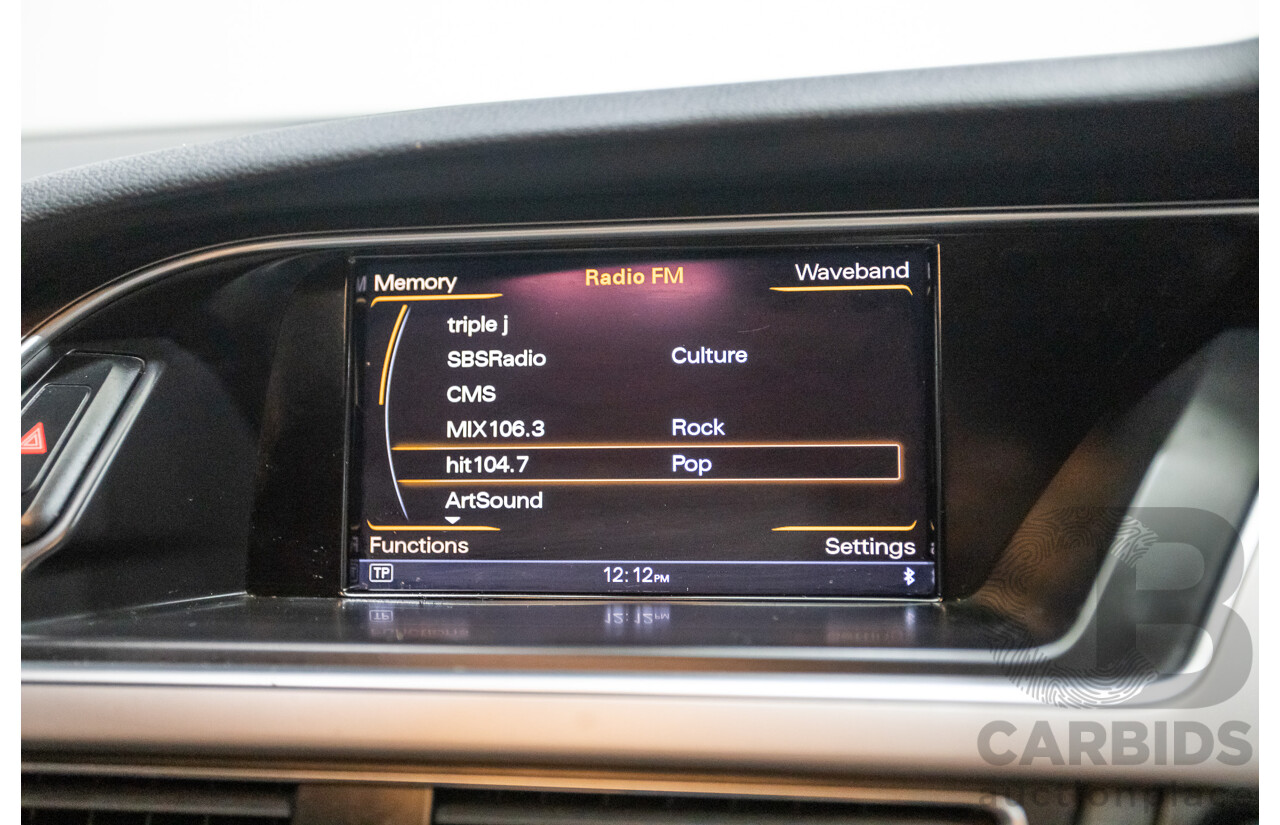 Memory Radio FM Waveband
triple j
SBSRadio Culture
CMS
MIX106.3 Rock
hit104.7 Pop
ArtSound
Functions Settings
TP 12:12PM
CARBIDS
auctionplace